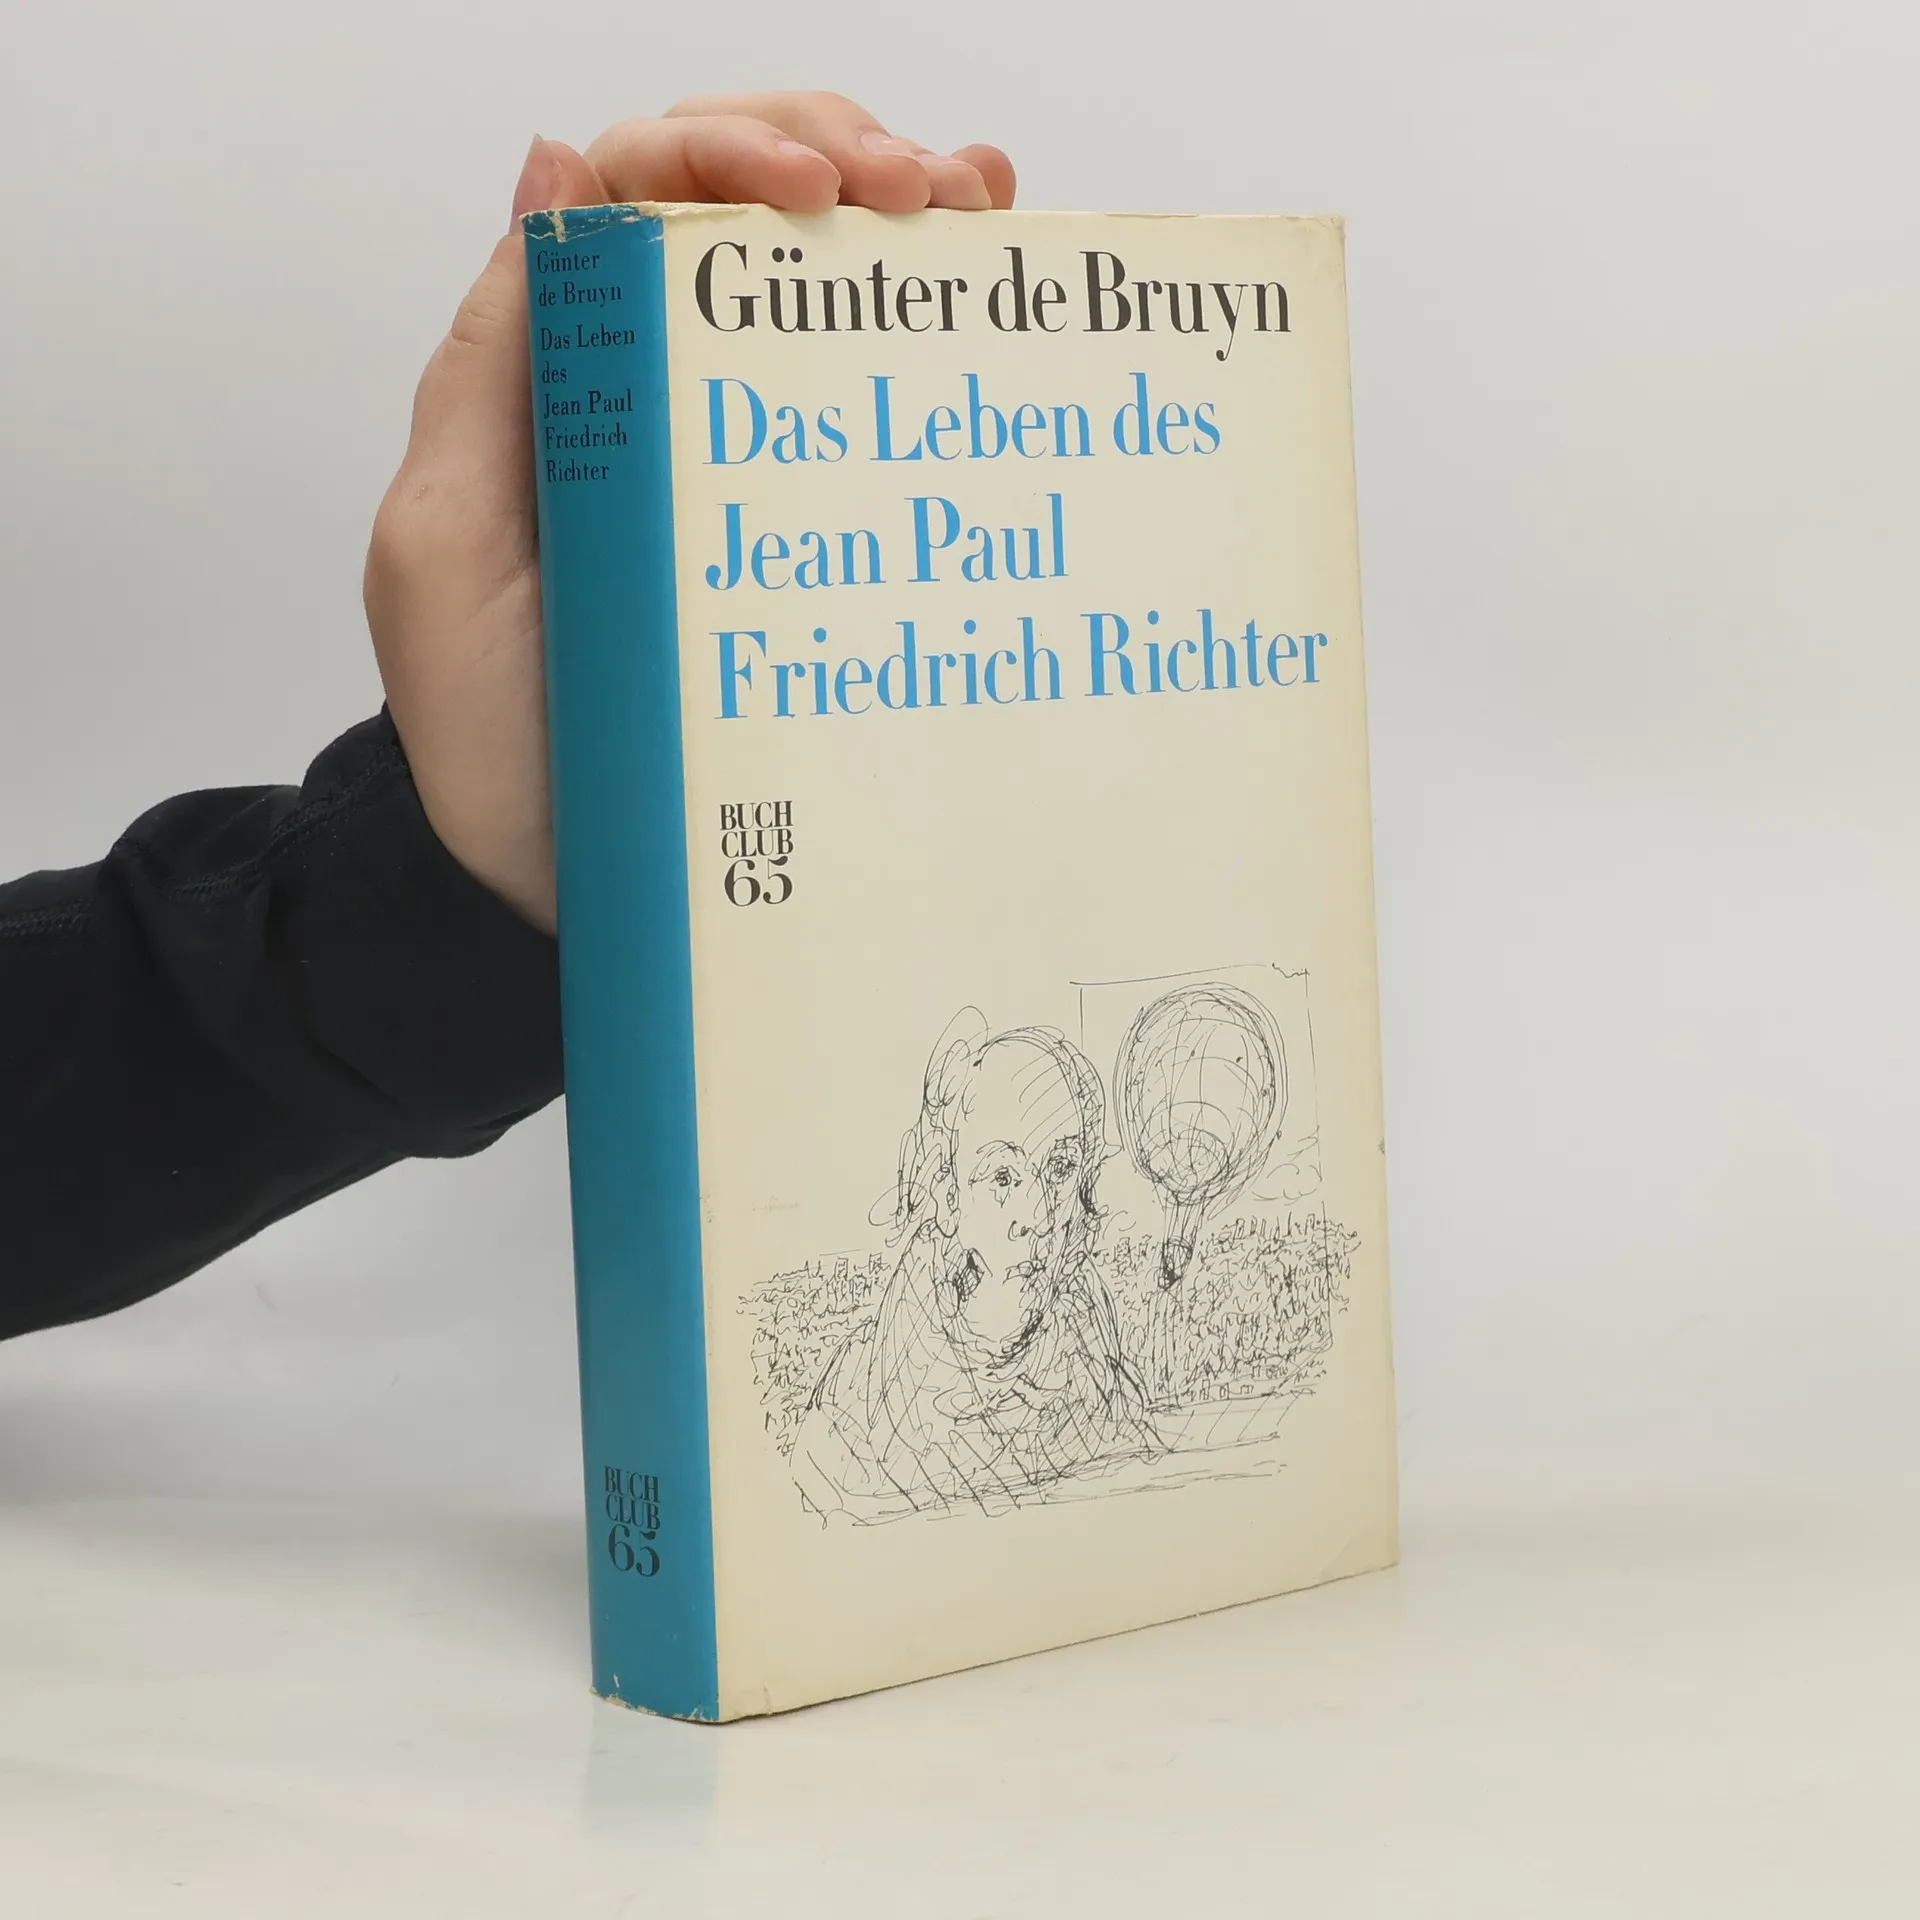 Günter
de Bruyn
Das Leben
des
Jean Paul
Friedrich
Richter
BUCH
CLUB
65
Günter de Bruyn
Das Leben des
Jean Paul
Friedrich Richter
BUCH
CLUB
65